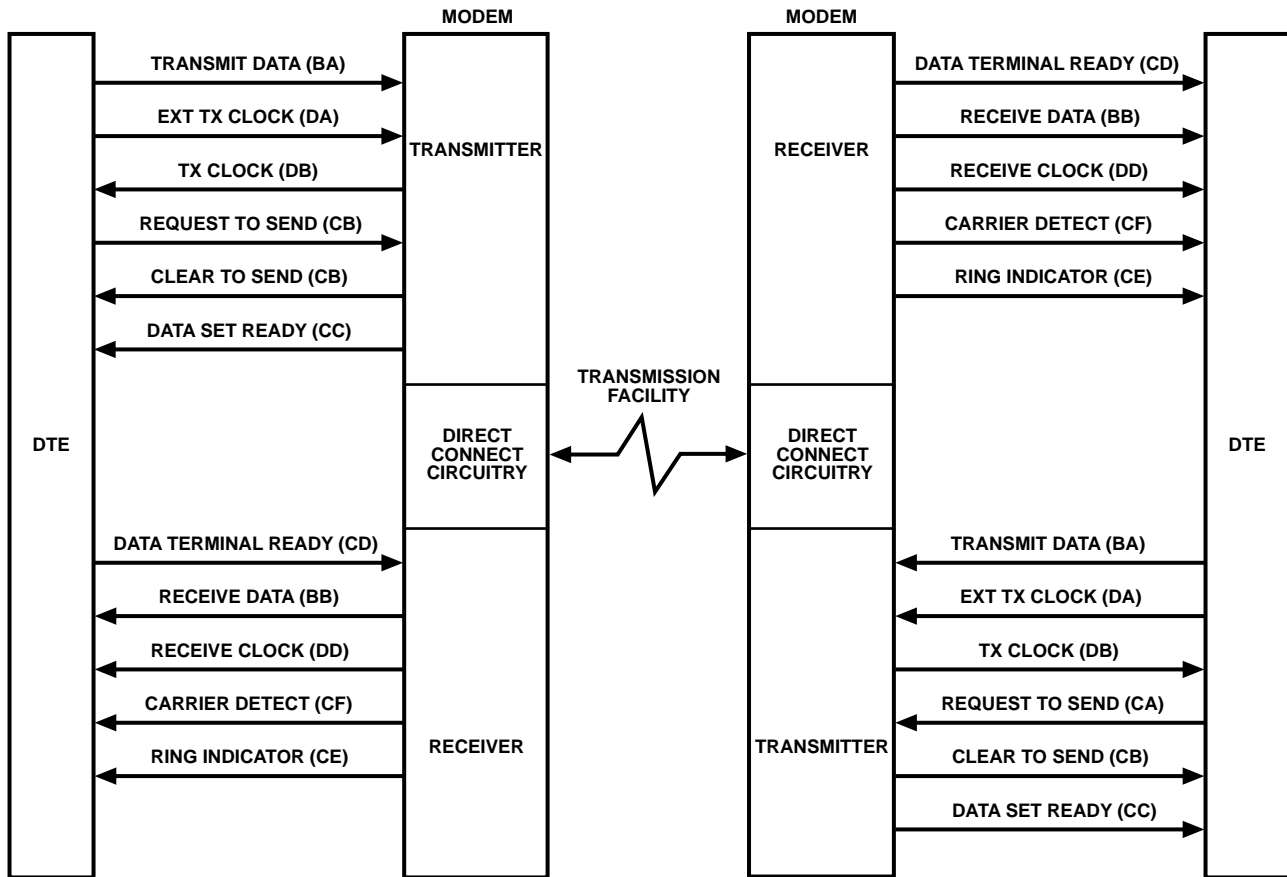 MODEM
TRANSMIT DATA (BA)
EXT TX CLOCK (DA)
TX CLOCK (DB)
REQUEST TO SEND (CB)
CLEAR TO SEND (CB)
DATA SET READY (CC)
TRANSMITTER
DTE
DIRECT
CONNECT
CIRCUITRY
DATA TERMINAL READY (CD)
RECEIVE DATA (BB)
RECEIVE CLOCK (DD)
CARRIER DETECT (CF)
RING INDICATOR (CE)
RECEIVER
TRANSMISSION
FACILITY
MODEM
RECEIVER
DATA TERMINAL READY (CD)
RECEIVE DATA (BB)
RECEIVE CLOCK (DD)
CARRIER DETECT (CF)
RING INDICATOR (CE)
DIRECT
CONNECT
CIRCUITRY
DTE
TRANSMIT DATA (BA)
EXT TX CLOCK (DA)
TX CLOCK (DB)
REQUEST TO SEND (CA)
CLEAR TO SEND (CB)
DATA SET READY (CC)
TRANSMITTER